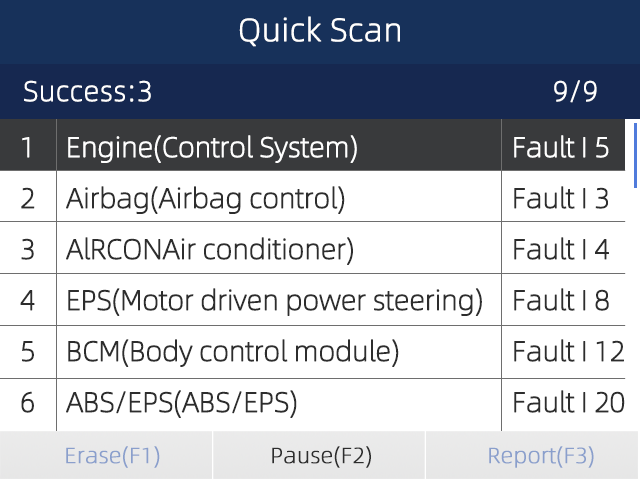 Quick Scan
Success:3 9/9
1 Engine(Control System) Fault I 5
2 Airbag(Airbag control) Fault I 3
3 AlRCONAir conditioner) Fault I 4
4 EPS(Motor driven power steering) Fault I 8
5 BCM(Body control module) Fault I 12
6 ABS/EPS(ABS/EPS) Fault I 20
Erase(F1) Pause(F2) Report(F3)